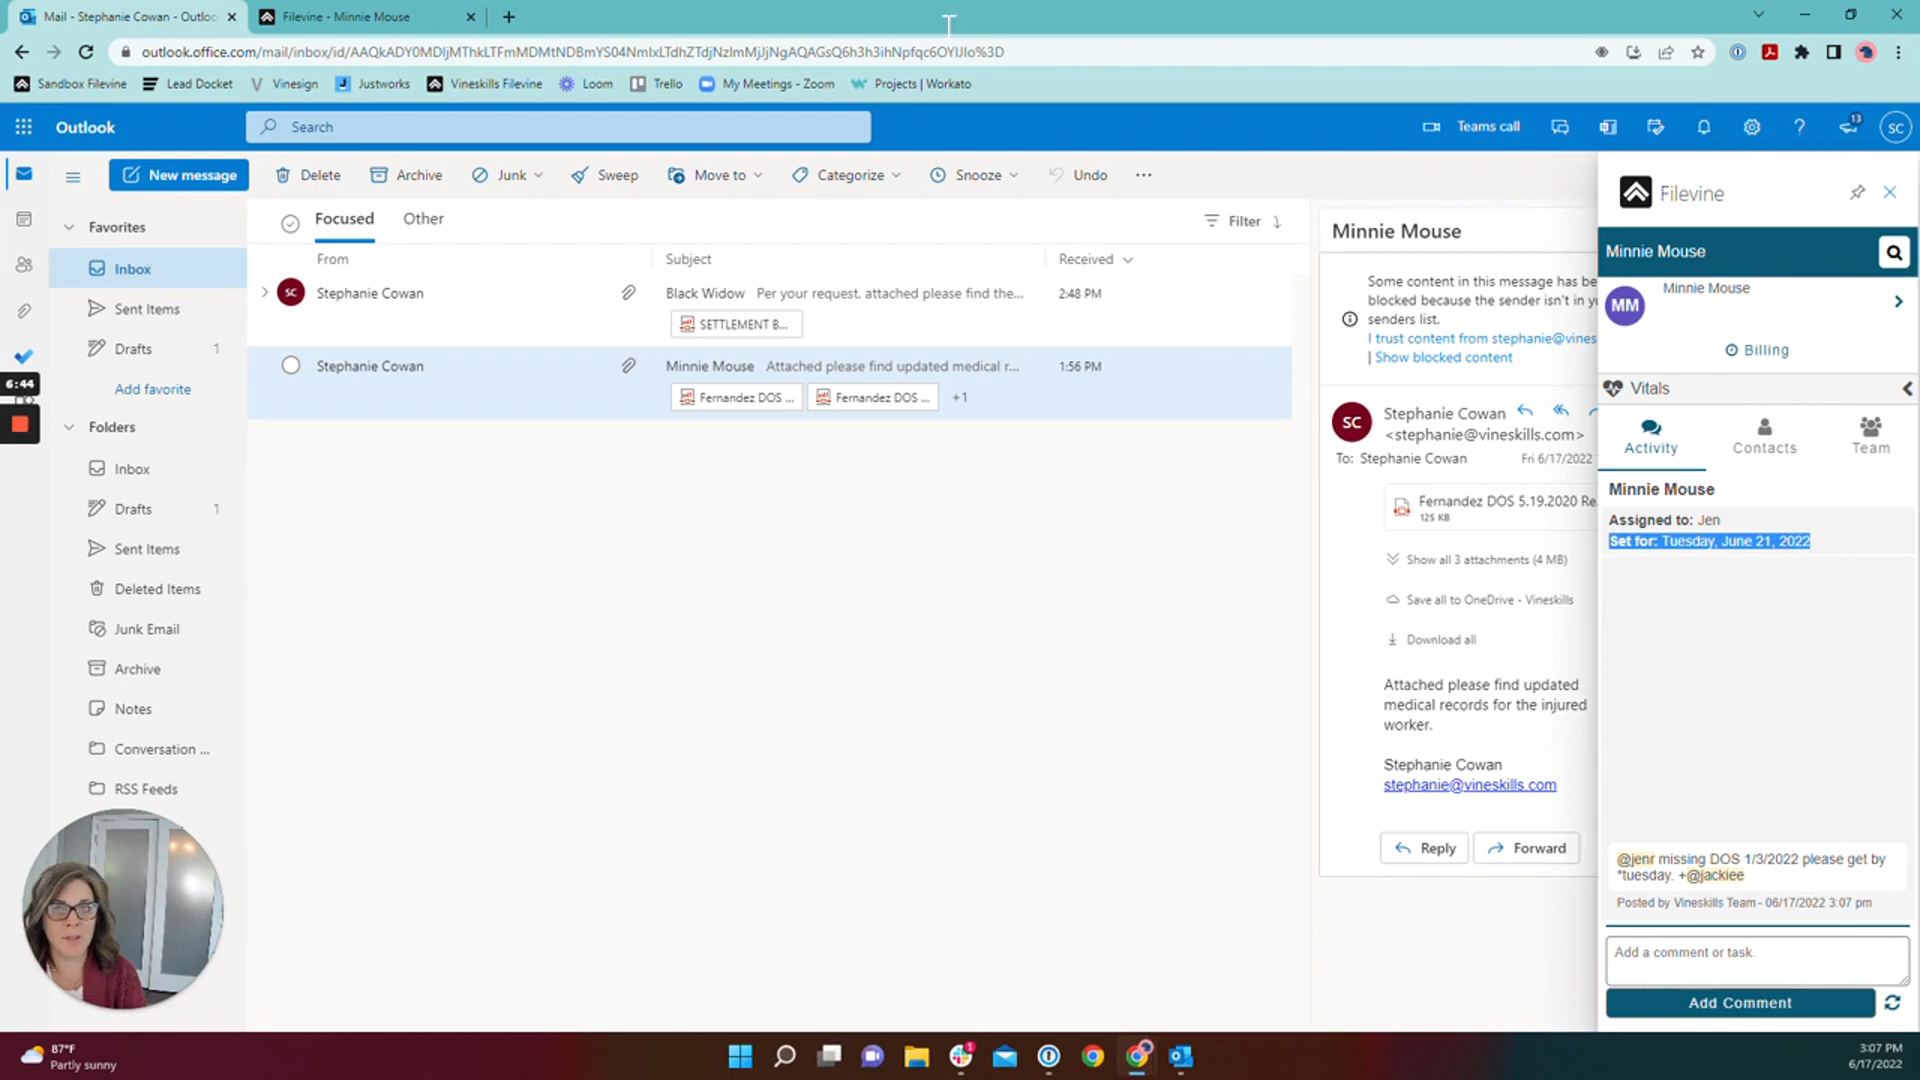 Mail - Stephanie Cowan - Outloo
Filevine - Minnie Mouse
Sandbox Filevine
Lead Docket
Vinesign
Justworks
Vineskills Filevine
Loom
Trello
My Meetings - Zoom
Projects | Workato
Outlook
Search
Teams call
13
SC
New message
Delete
Archive
Junk
Sweep
Move to
Categorize
Snooze
Undo
Favorites
Inbox
Sent Items
Drafts 1
Add favorite
6:44
Folders
Inbox
Drafts 1
Sent Items
Deleted Items
Junk Email
Archive
Notes
Conversation ...
RSS Feeds
Focused
Other
Filter
From
Subject
Received
SC
Stephanie Cowan
Black Widow Per your request, attached please find the...
2:48 PM
SETTLEMENT B...
Stephanie Cowan
Minnie Mouse Attached please find updated medical r...
1:56 PM
Fernandez DOS ...
Fernandez DOS ...
+1
Minnie Mouse
Some content in this message has be
blocked because the sender isn't in yo
senders list.
I trust content from stephanie@vines
| Show blocked content
SC
Stephanie Cowan
<stephanie@vineskills.com>
To: Stephanie Cowan
Fri 6/17/2022
Fernandez DOS 5.19.2020 Re
125 KB
Show all 3 attachments (4 MB)
Save all to OneDrive - Vineskills
Download all
Attached please find updated
medical records for the injured
worker.
Stephanie Cowan
stephanie@vineskills.com
Reply
Forward
Filevine
Minnie Mouse
MM
Minnie Mouse
Billing
Vitals
Activity
Contacts
Team
Minnie Mouse
Assigned to: Jen
Set for: Tuesday, June 21, 2022
@jenr missing DOS 1/3/2022 please get by
*tuesday. +@jackiee
Posted by Vineskills Team - 06/17/2022 3:07 pm
Add a comment or task.
Add Comment
87°F
Partly sunny
1
3:07 PM
6/17/2022